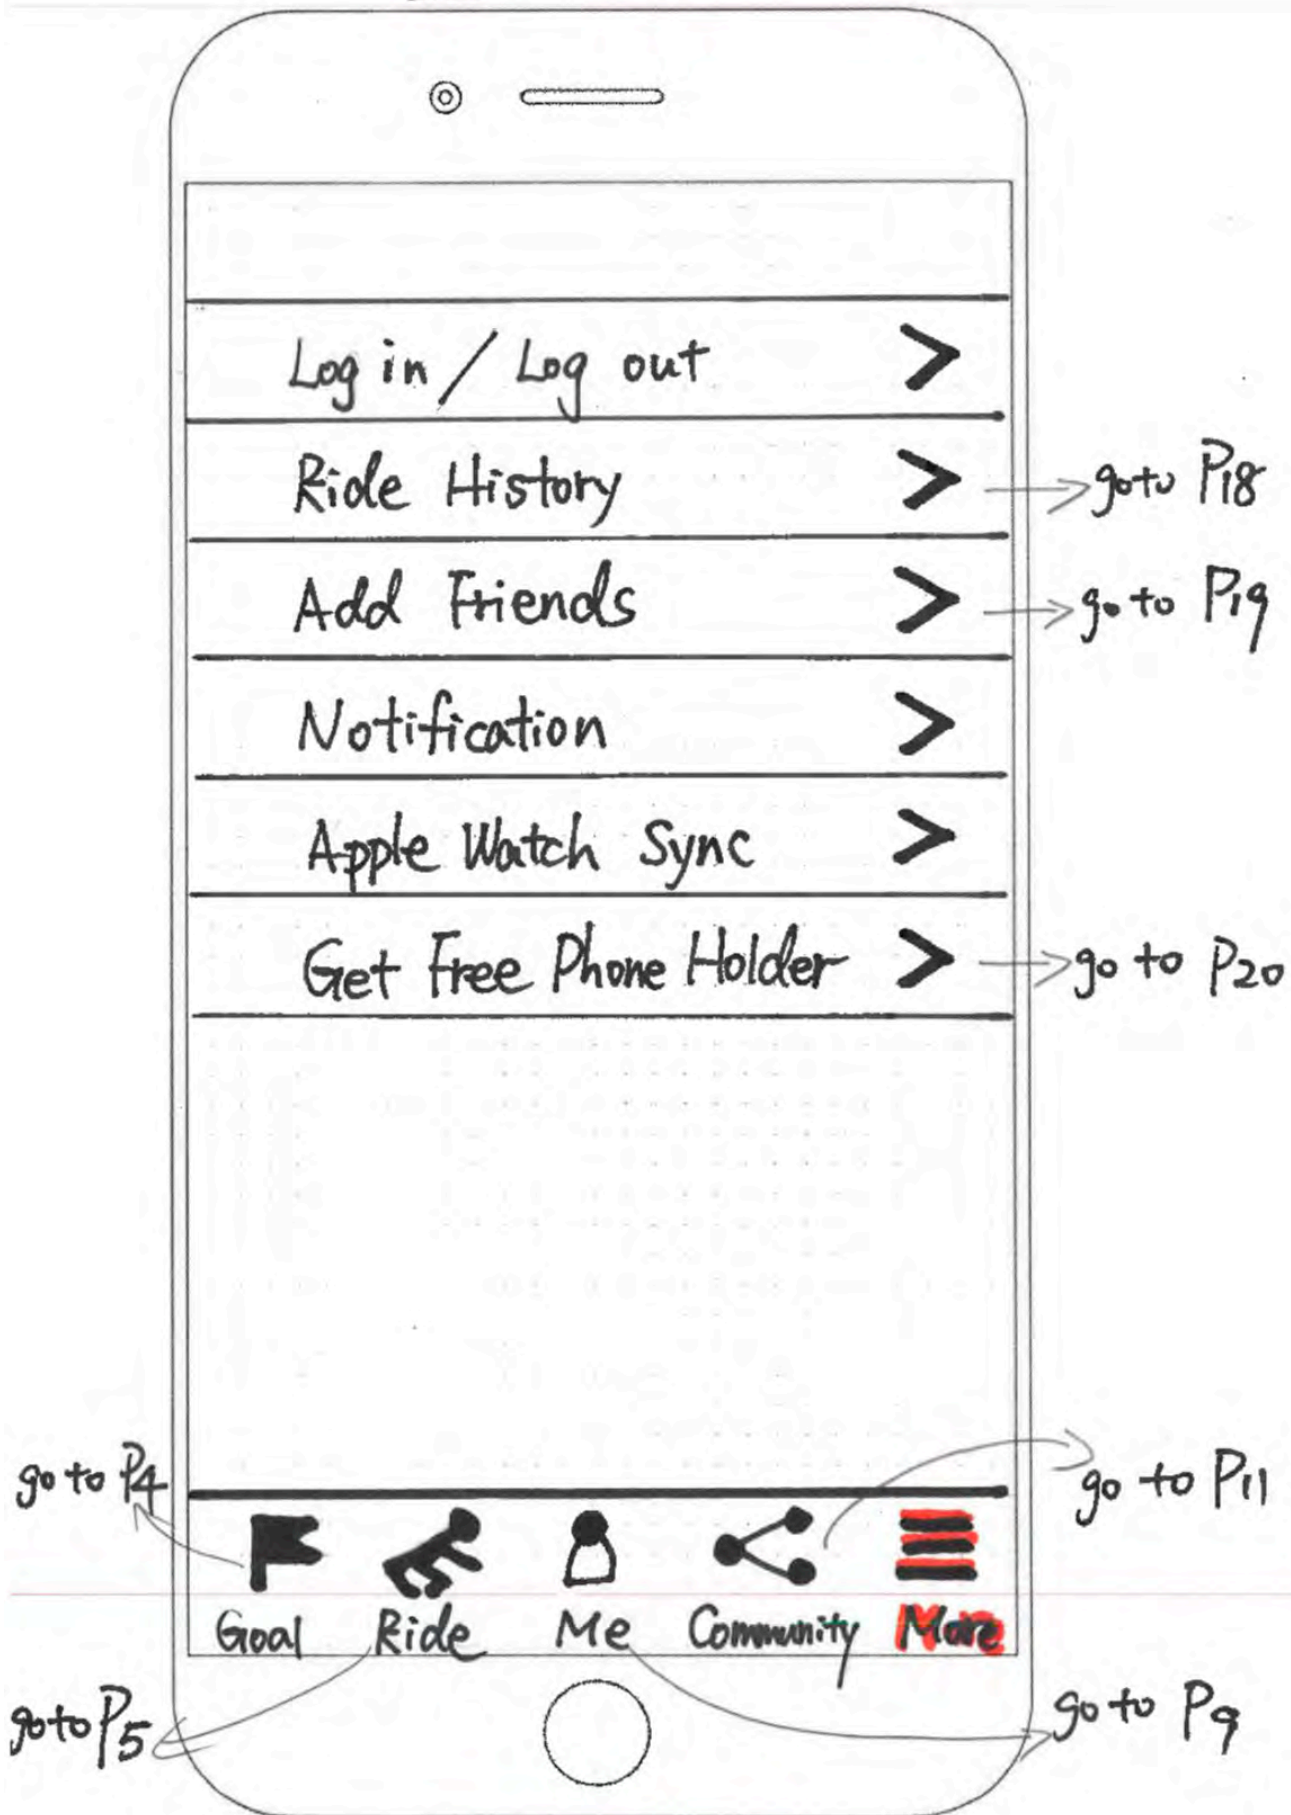 Log in / Log out
Ride History
go to P18
Add Friends
go to P19
Notification
Apple Watch Sync
Get Free Phone Holder
go to P20
go to P4
go to P11
Goal Ride Me Community More
go to P5
go to P9